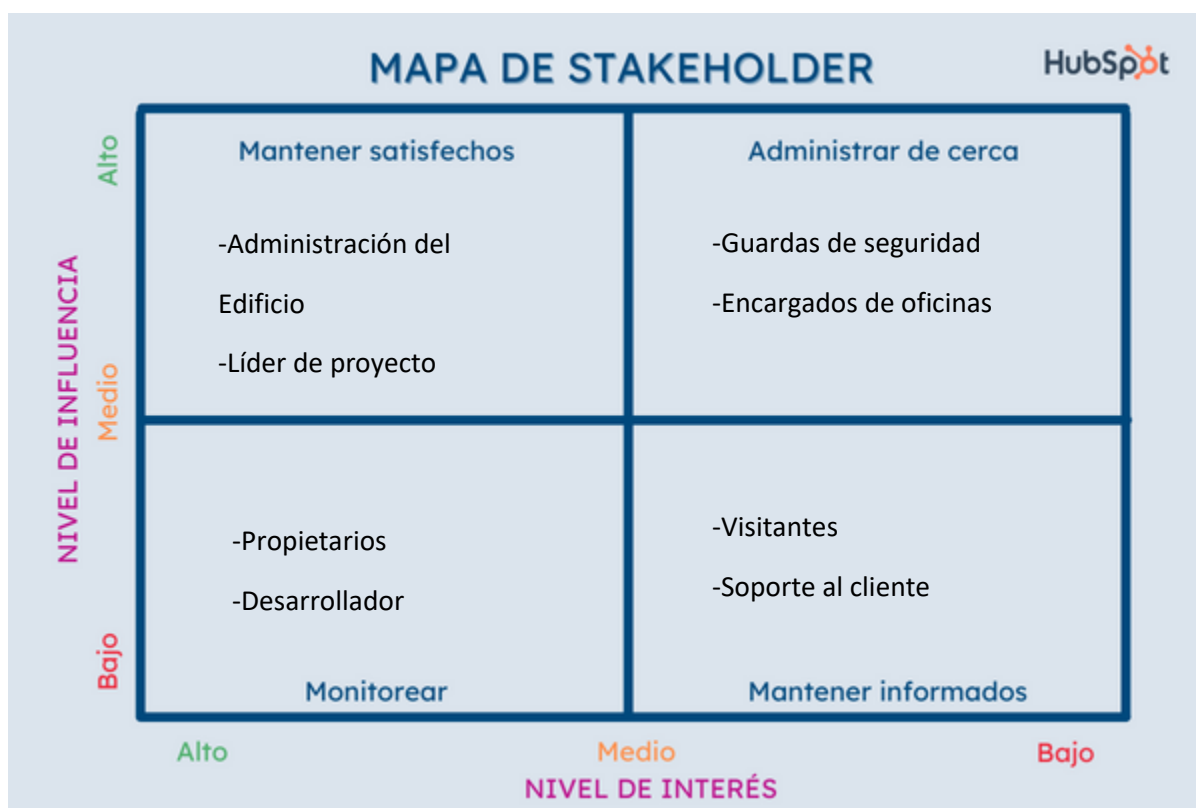 MAPA DE STAKEHOLDER
HubSpot
Alto
Mantener satisfechos
Administrar de cerca
-Administración del
Edificio
-Líder de proyecto
-Guardas de seguridad
-Encargados de oficinas
NIVEL DE INFLUENCIA
Medio
-Propietarios
-Desarrollador
-Visitantes
-Soporte al cliente
Bajo
Monitorear
Mantener informados
Alto
Medio
Bajo
NIVEL DE INTERÉS